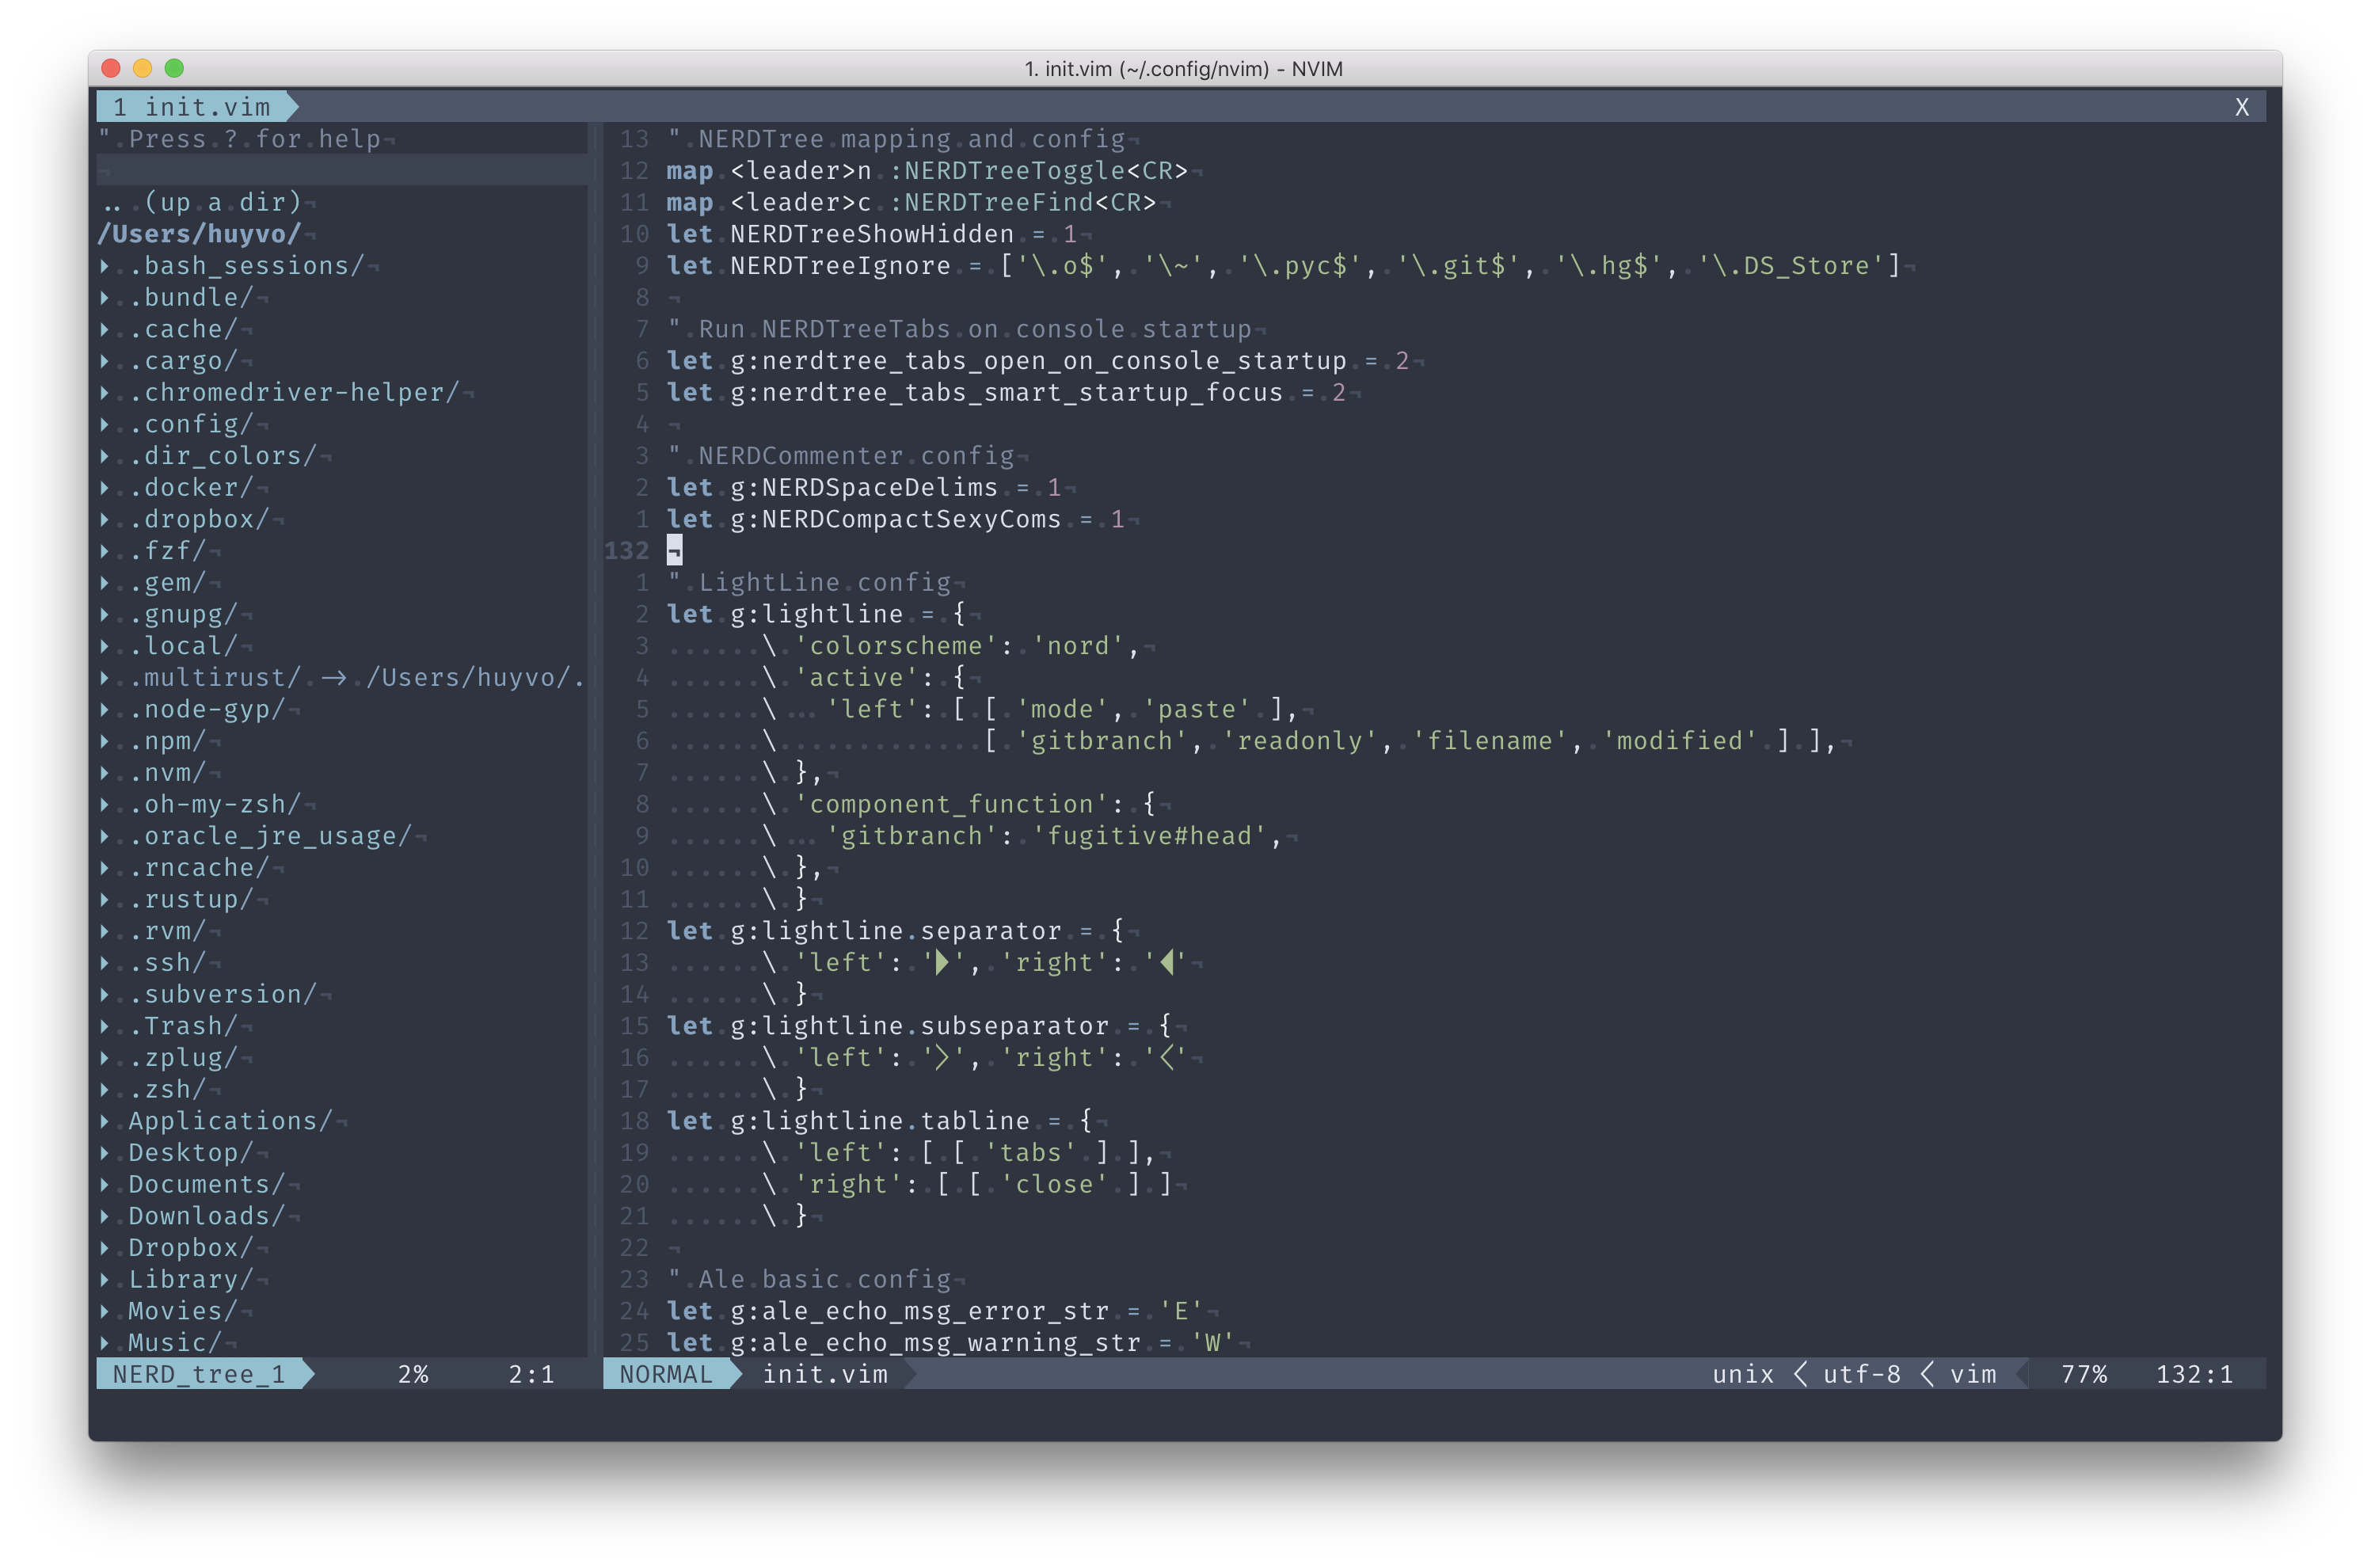 1. init.vim (~/.config/nvim) - NVIM
1 init.vim X
" Press ? for help
.. (up a dir)
/Users/huyvo/
.bash_sessions/
.bundle/
.cache/
.cargo/
.chromedriver-helper/
.config/
.dir_colors/
.docker/
.dropbox/
.fzf/
.gem/
.gnupg/
.local/
.multirust/ -> /Users/huyvo/.
.node-gyp/
.npm/
.nvm/
.oh-my-zsh/
.oracle_jre_usage/
.rncache/
.rustup/
.rvm/
.ssh/
.subversion/
.Trash/
.zplug/
.zsh/
Applications/
Desktop/
Documents/
Downloads/
Dropbox/
Library/
Movies/
Music/
NERD_tree_1 2% 2:1
13 " NERDTree mapping and config
12 map <leader>n :NERDTreeToggle<CR>
11 map <leader>c :NERDTreeFind<CR>
10 let NERDTreeShowHidden = 1
9 let NERDTreeIgnore = ['\.o$', '\~', '\.pyc$', '\.git$', '\.hg$', '\.DS_Store']
8
7 " Run NERDTreeTabs on console startup
6 let g:nerdtree_tabs_open_on_console_startup = 2
5 let g:nerdtree_tabs_smart_startup_focus = 2
4
3 " NERDCommenter config
2 let g:NERDSpaceDelims = 1
1 let g:NERDCompactSexyComs = 1
132
1 " LightLine config
2 let g:lightline = {
3       \ 'colorscheme': 'nord',
4       \ 'active': {
5       \   'left': [ [ 'mode', 'paste' ],
6       \             [ 'gitbranch', 'readonly', 'filename', 'modified' ] ],
7       \ },
8       \ 'component_function': {
9       \   'gitbranch': 'fugitive#head',
10       \ },
11       \ }
12 let g:lightline.separator = {
13       \ 'left': '', 'right': ''
14       \ }
15 let g:lightline.subseparator = {
16       \ 'left': '', 'right': ''
17       \ }
18 let g:lightline.tabline = {
19       \ 'left': [ [ 'tabs' ] ],
20       \ 'right': [ [ 'close' ] ]
21       \ }
22
23 " Ale basic config
24 let g:ale_echo_msg_error_str = 'E'
25 let g:ale_echo_msg_warning_str = 'W'
NORMAL init.vim unix < utf-8 < vim 77% 132:1